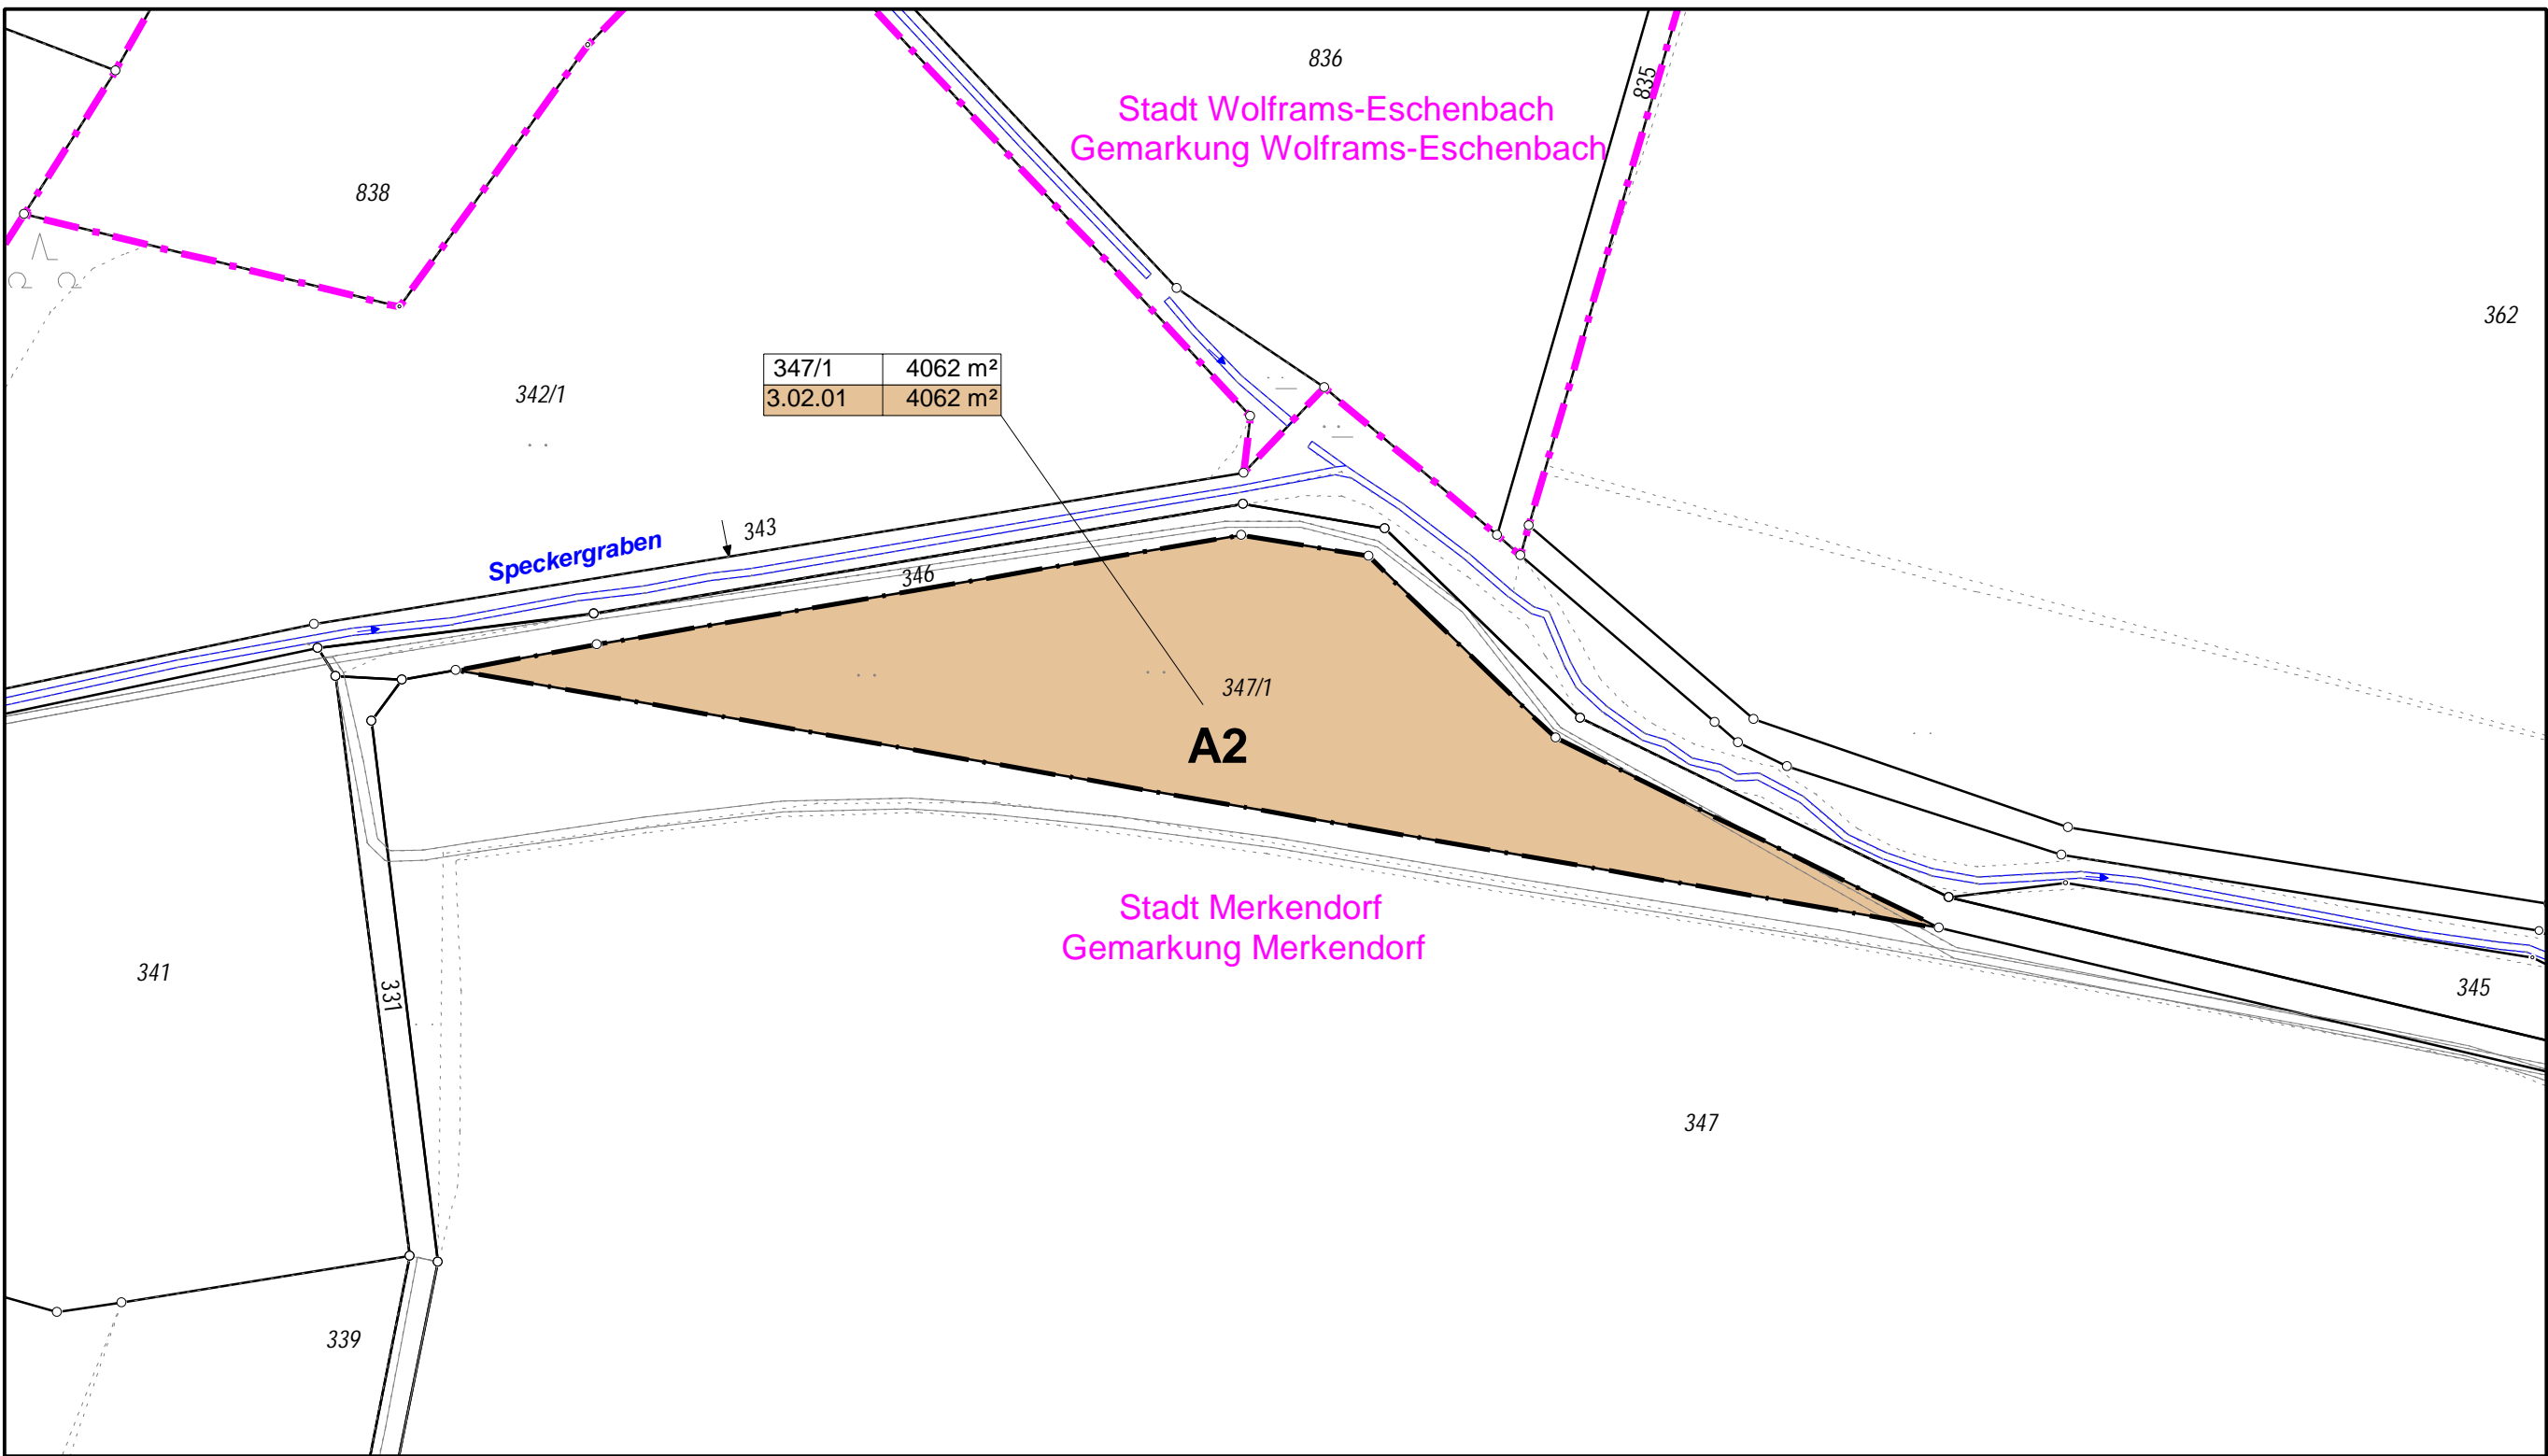 836
835
Stadt Wolframs-Eschenbach
Gemarkung Wolframs-Eschenbach
838
362
347/1 4062 m²
3.02.01 4062 m²
342/1
343
Speckergraben
346
347/1
A2
Stadt Merkendorf
Gemarkung Merkendorf
341
331
345
347
339